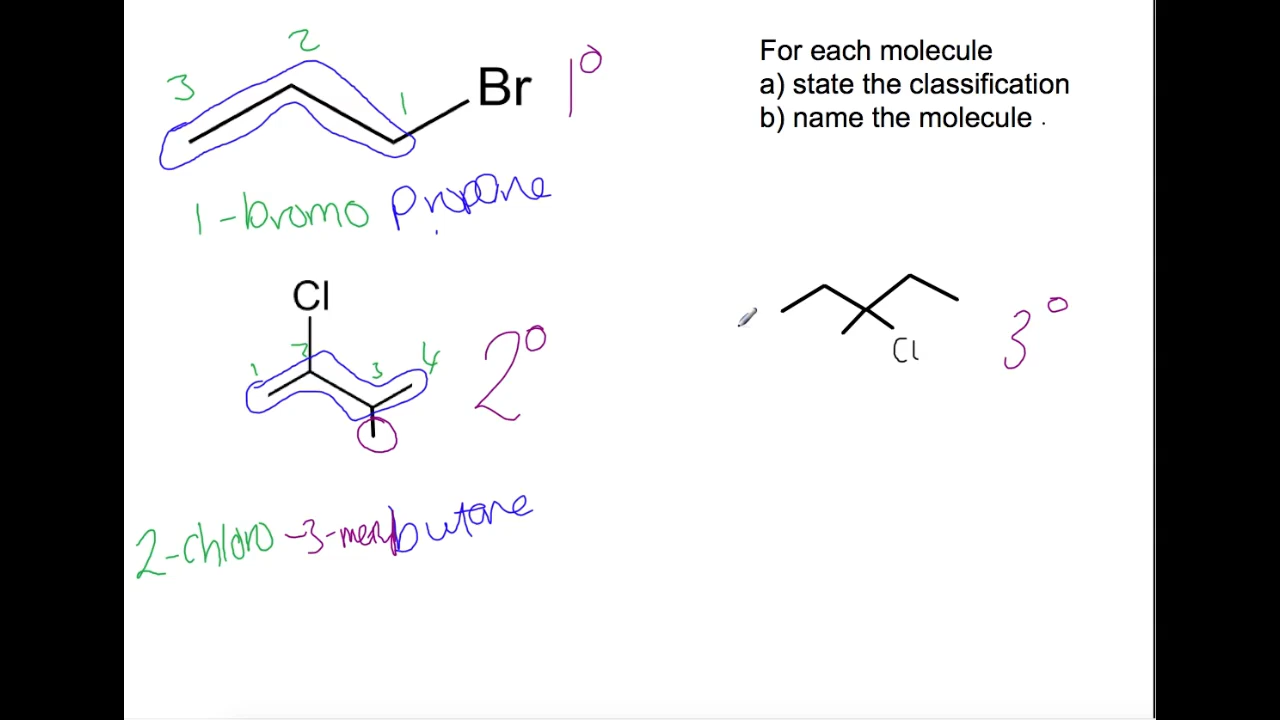 3
2
1
Br
1°
1-bromo propane
Cl
1
2
3
4
2°
2-chloro -3-methylbutane
For each molecule
a) state the classification
b) name the molecule .
Cl
3°